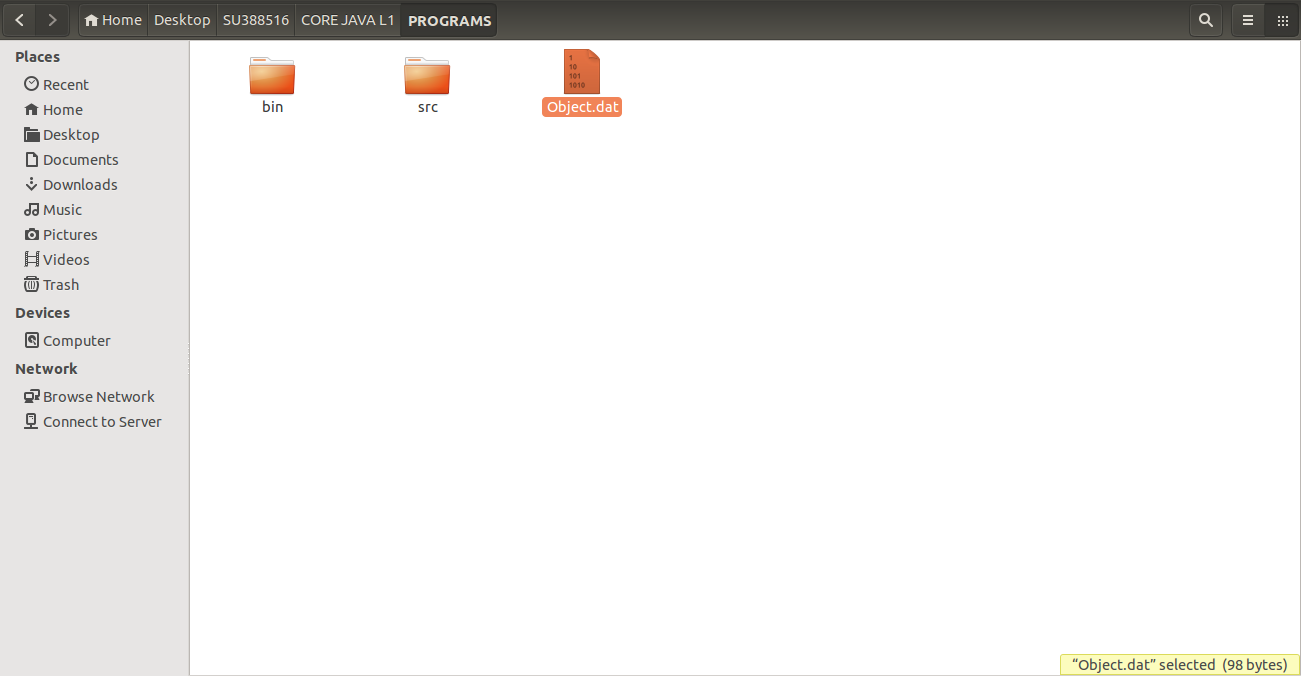 Home Desktop SU388516 CORE JAVA L1 PROGRAMS
Places
Recent
Home
Desktop
Documents
Downloads
Music
Pictures
Videos
Trash
Devices
Computer
Network
Browse Network
Connect to Server
1
10
101
1010
bin src Object.dat
“Object.dat” selected (98 bytes)